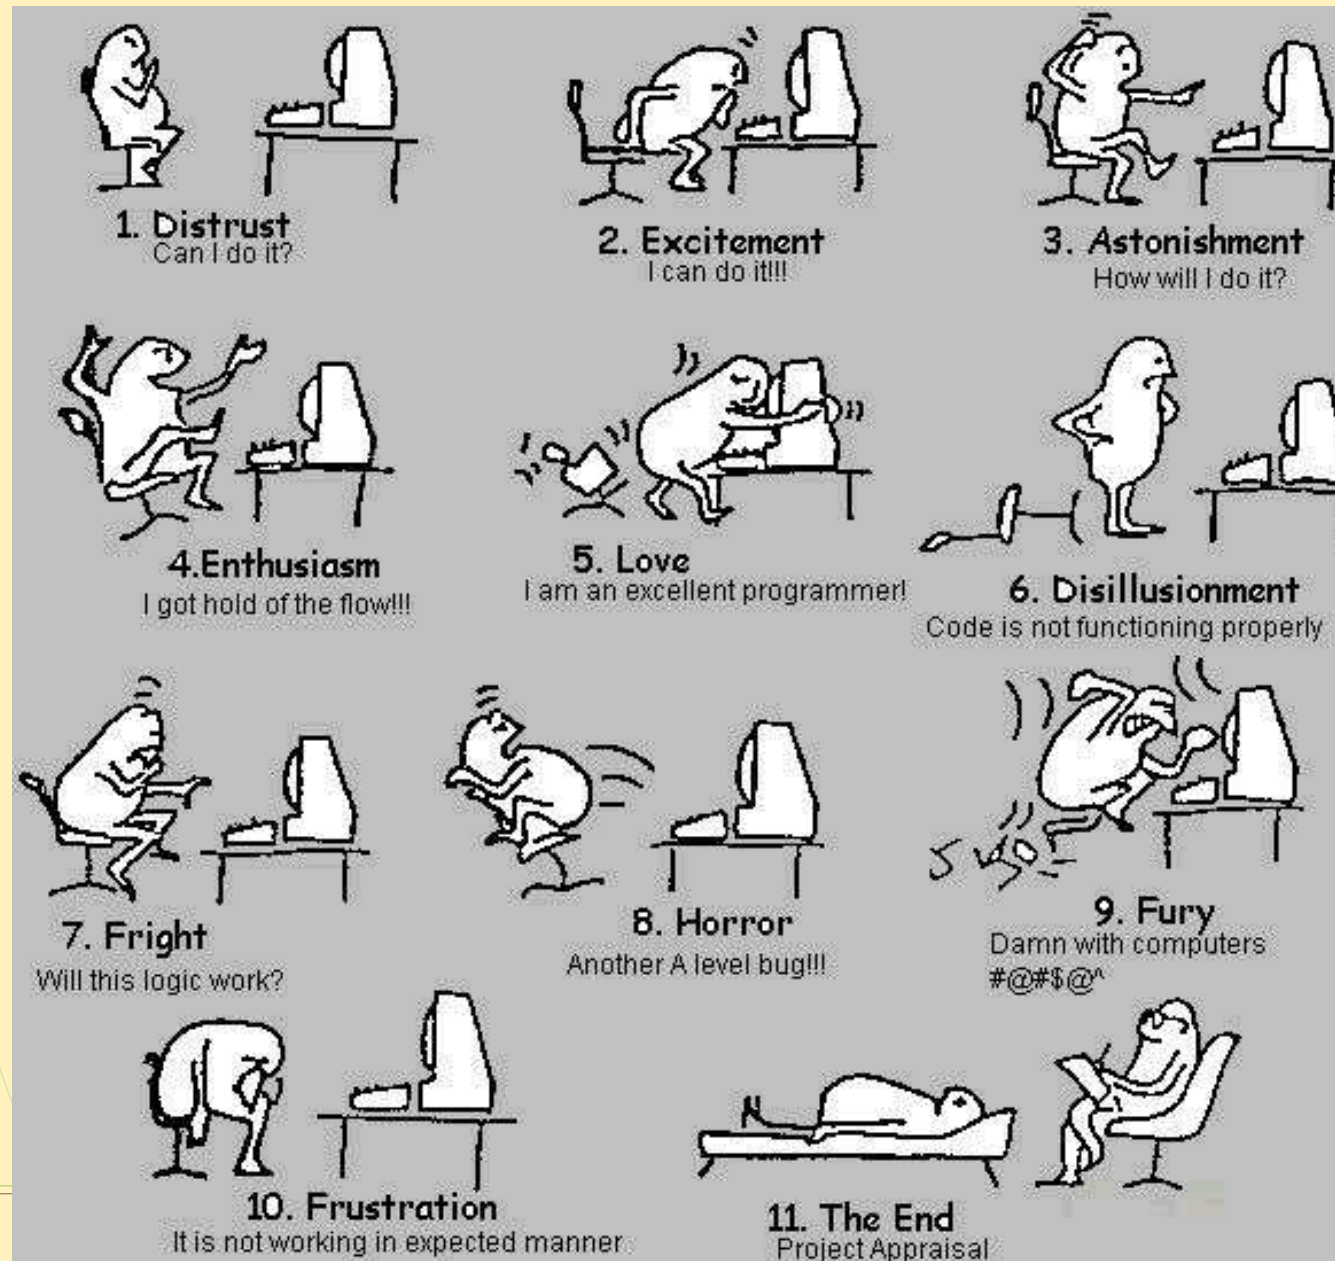 1. Distrust
Can I do it?
2. Excitement
I can do it!!!
3. Astonishment
How will I do it?
4.Enthusiasm
I got hold of the flow!!!
5. Love
I am an excellent programmer!
6. Disillusionment
Code is not functioning properly
7. Fright
Will this logic work?
8. Horror
Another A level bug!!!
9. Fury
Damn with computers
#@#$@^
10. Frustration
It is not working in expected manner
11. The End
Project Appraisal